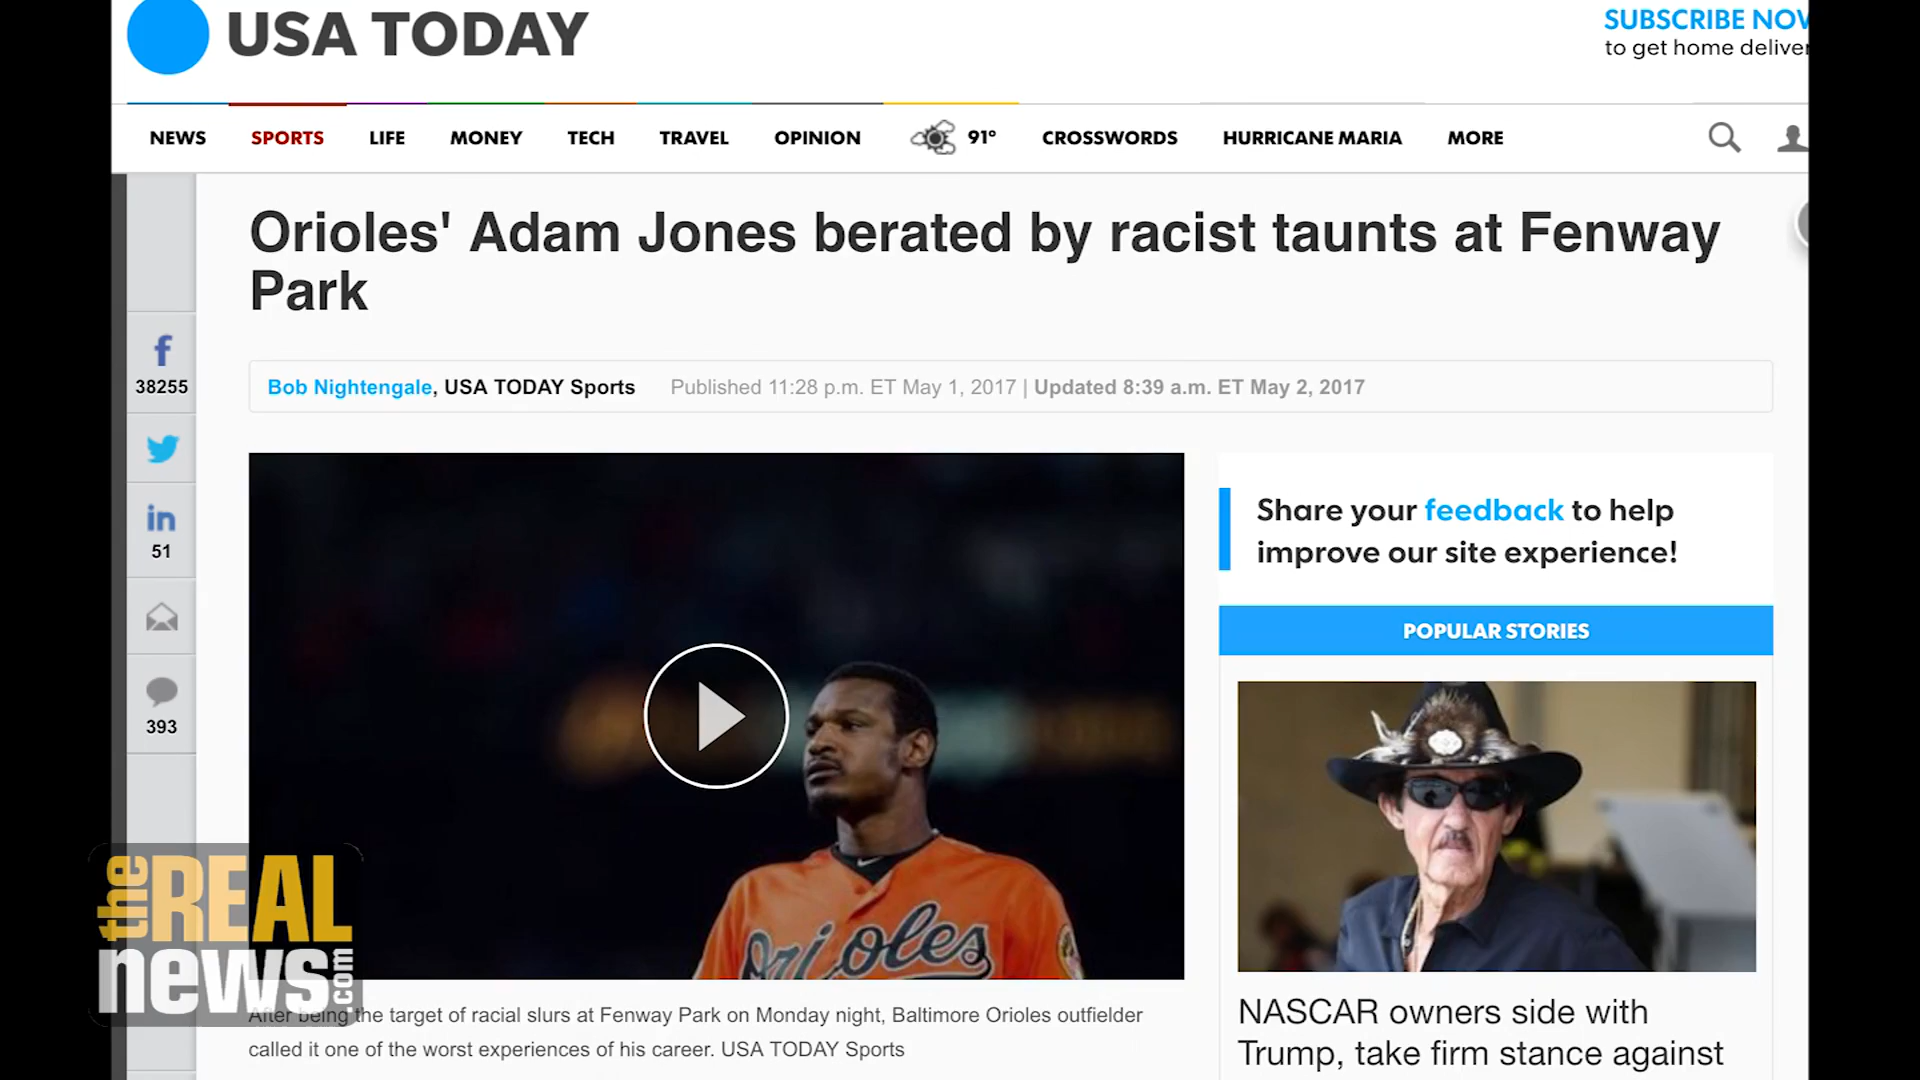 USA TODAY
SUBSCRIBE NOW
to get home deliver
NEWS SPORTS LIFE MONEY TECH TRAVEL OPINION 91° CROSSWORDS HURRICANE MARIA MORE
Orioles' Adam Jones berated by racist taunts at Fenway
Park
Bob Nightengale, USA TODAY Sports Published 11:28 p.m. ET May 1, 2017 | Updated 8:39 a.m. ET May 2, 2017
38255
in
51
393
Orioles
Share your feedback to help
improve our site experience!
POPULAR STORIES
NASCAR owners side with
Trump, take firm stance against
After being the target of racial slurs at Fenway Park on Monday night, Baltimore Orioles outfielder
called it one of the worst experiences of his career. USA TODAY Sports
the REAL
news.com